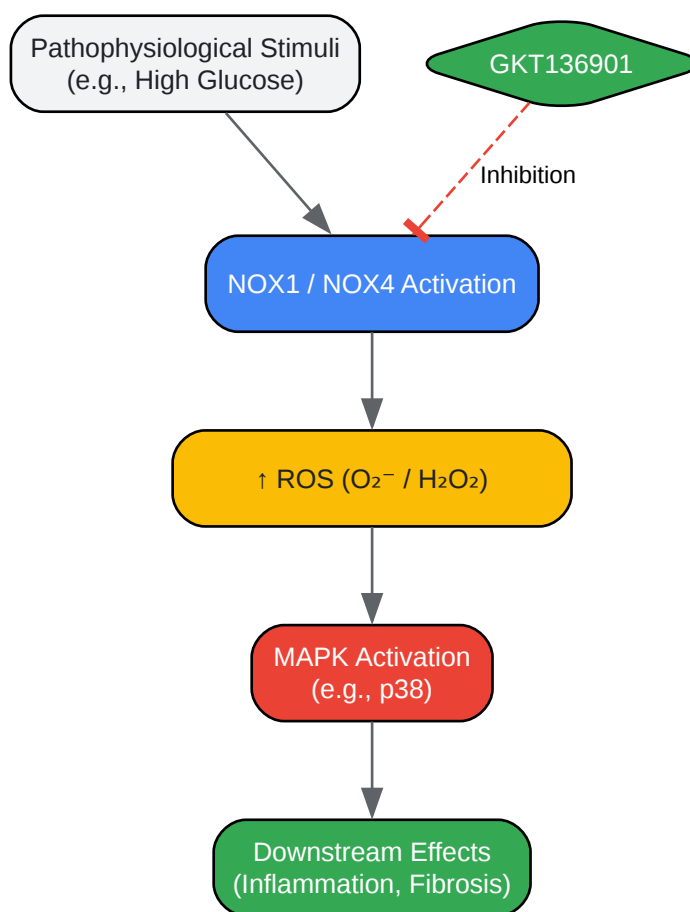 Pathophysiological Stimuli
(e.g., High Glucose)
GKT136901
Inhibition
NOX1 / NOX4 Activation
↑ ROS (O₂⁻ / H₂O₂)
MAPK Activation
(e.g., p38)
Downstream Effects
(Inflammation, Fibrosis)